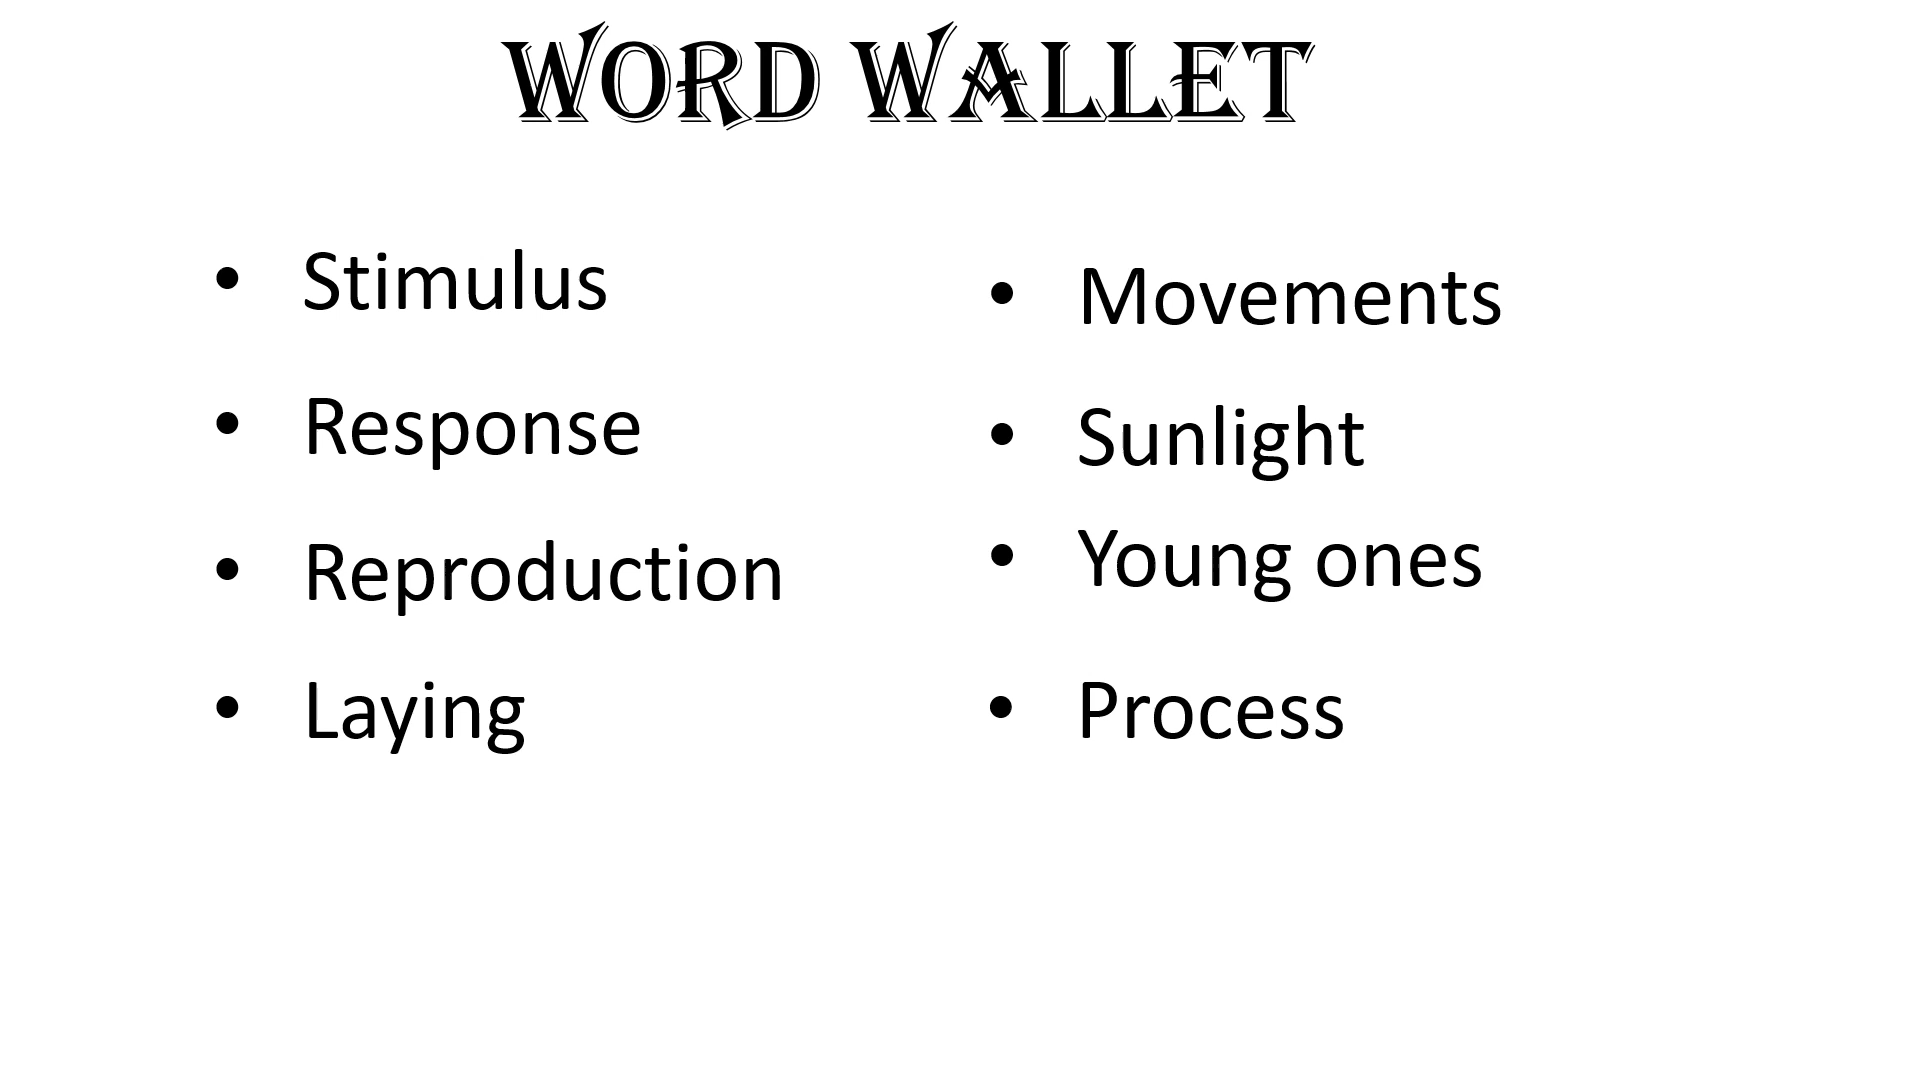 WORD WALLET
• Stimulus
• Response
• Reproduction
• Laying
• Movements
• Sunlight
• Young ones
• Process